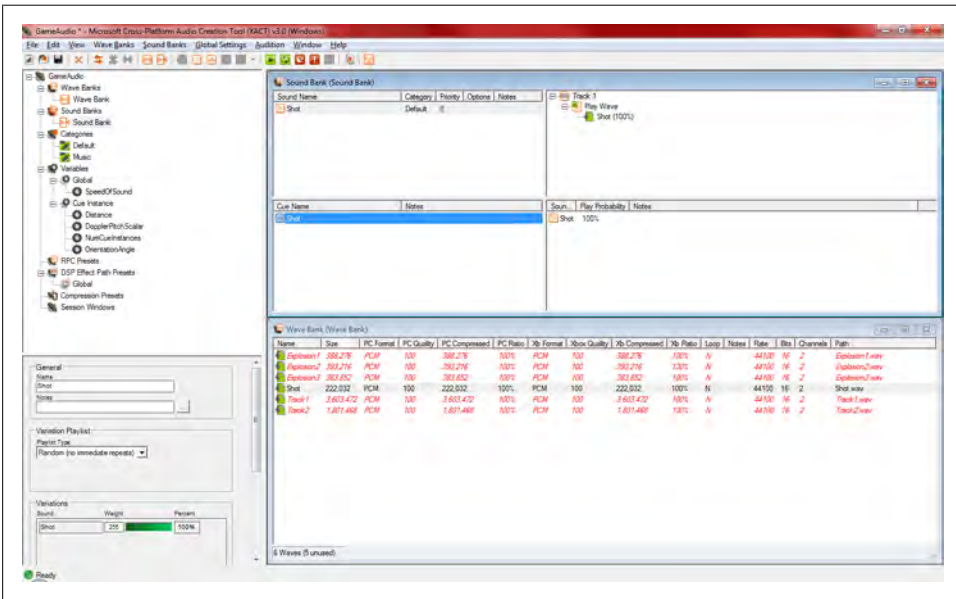 GameAudio * - Microsoft Cross-Platform Audio Creation Tool (XACT) v3.0 (Windows)
File Edit View Wave Banks Sound Banks Global Settings Audition Window Help
GameAudio
Wave Banks
Wave Bank
Sound Banks
Sound Bank
Categories
Default
Music
Variables
Global
SpeedOfSound
Cue Instance
Distance
DopplerPitchScalar
NumCueInstances
OrientationAngle
RPC Presets
DSP Effect Path Presets
Global
Compression Presets
Session Windows
General
Name
Shot
Notes
...
Variation Playlist
Playlist Type
Random (no immediate repeats)
Variations
Sound Weight Percent
Shot 255 100%
Sound Bank (Sound Bank)
Sound Name Category Priority Options Notes
Shot Default
Track 1
Play Wave
Shot (100%)
Cue Name Notes
Shot
Soun... Play Probability Notes
Shot 100%
Wave Bank (Wave Bank)
Name Size PC Format PC Quality PC Compressed PC Ratio Xb Format Xbox Quality Xb Compressed Xb Ratio Loop Notes Rate Bits Channels Path
Explosion1 388,276 PCM 100 388,276 100% PCM 100 388,276 100% N 44100 16 2 Explosion1.wav
Explosion2 393,216 PCM 100 393,216 100% PCM 100 393,216 100% N 44100 16 2 Explosion2.wav
Explosion3 383,852 PCM 100 383,852 100% PCM 100 383,852 100% N 44100 16 2 Explosion3.wav
Shot 222,032 PCM 100 222,032 100% PCM 100 222,032 100% N 44100 16 2 Shot.wav
Track1 3,603,472 PCM 100 3,603,472 100% PCM 100 3,603,472 100% N 44100 16 2 Track1.wav
Track2 1,801,468 PCM 100 1,801,468 100% PCM 100 1,801,468 100% N 44100 16 2 Track2.wav
6 Waves (5 unused)
Ready